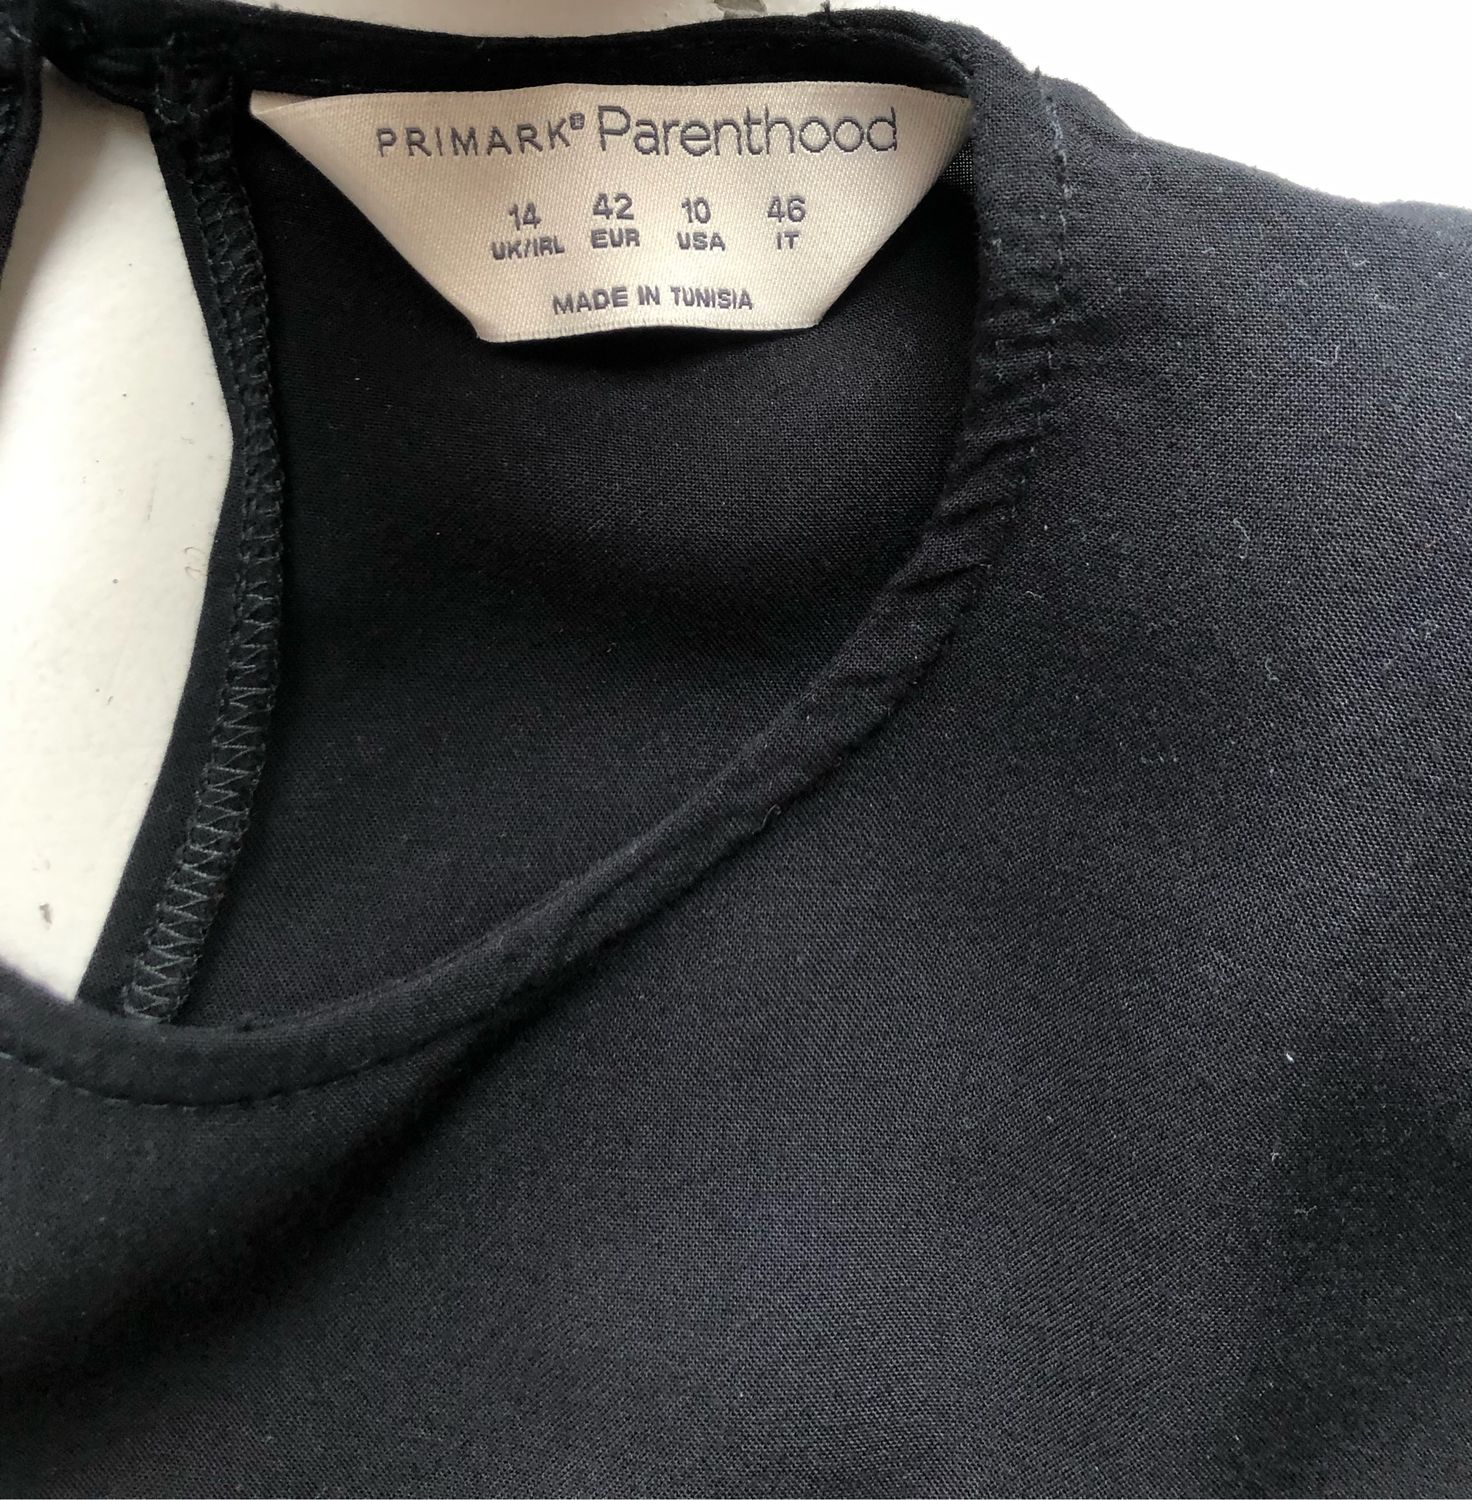 PRIMARK® Parenthood
14 42 10 46
UK/IRL EUR USA IT
MADE IN TUNISIA